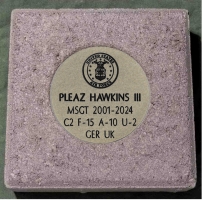 PLEAZ HAWKINS III
MSGT 2001-2024
C2 F-15 A-10 U-2
GER UK